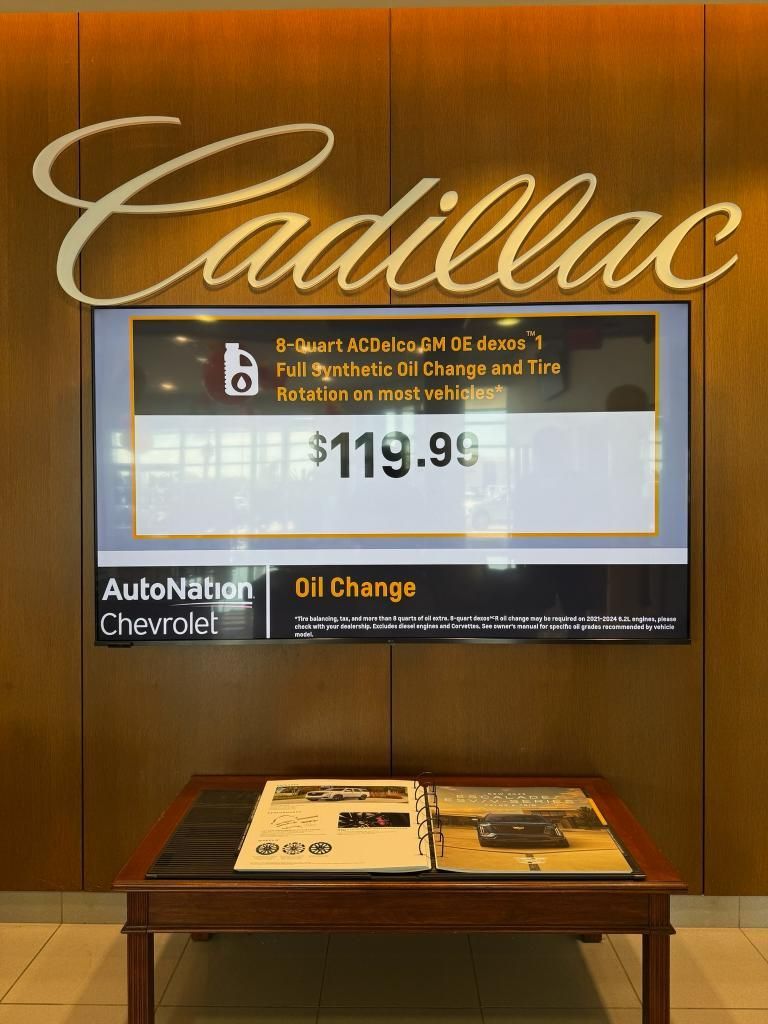 Cadillac
8-Quart ACDelco GM OE dexos™1
Full Synthetic Oil Change and Tire
Rotation on most vehicles*
$119.99
AutoNation
Chevrolet
Oil Change
*Tire balancing, tax, and more than 8 quarts of oil extra. 8-quart dexos®R oil change may be required on 2021-2024 6.2L engines, please
check with your dealership. Excludes diesel engines and Corvettes. See owner's manual for specific oil grades recommended by vehicle
model.
ESCALADE